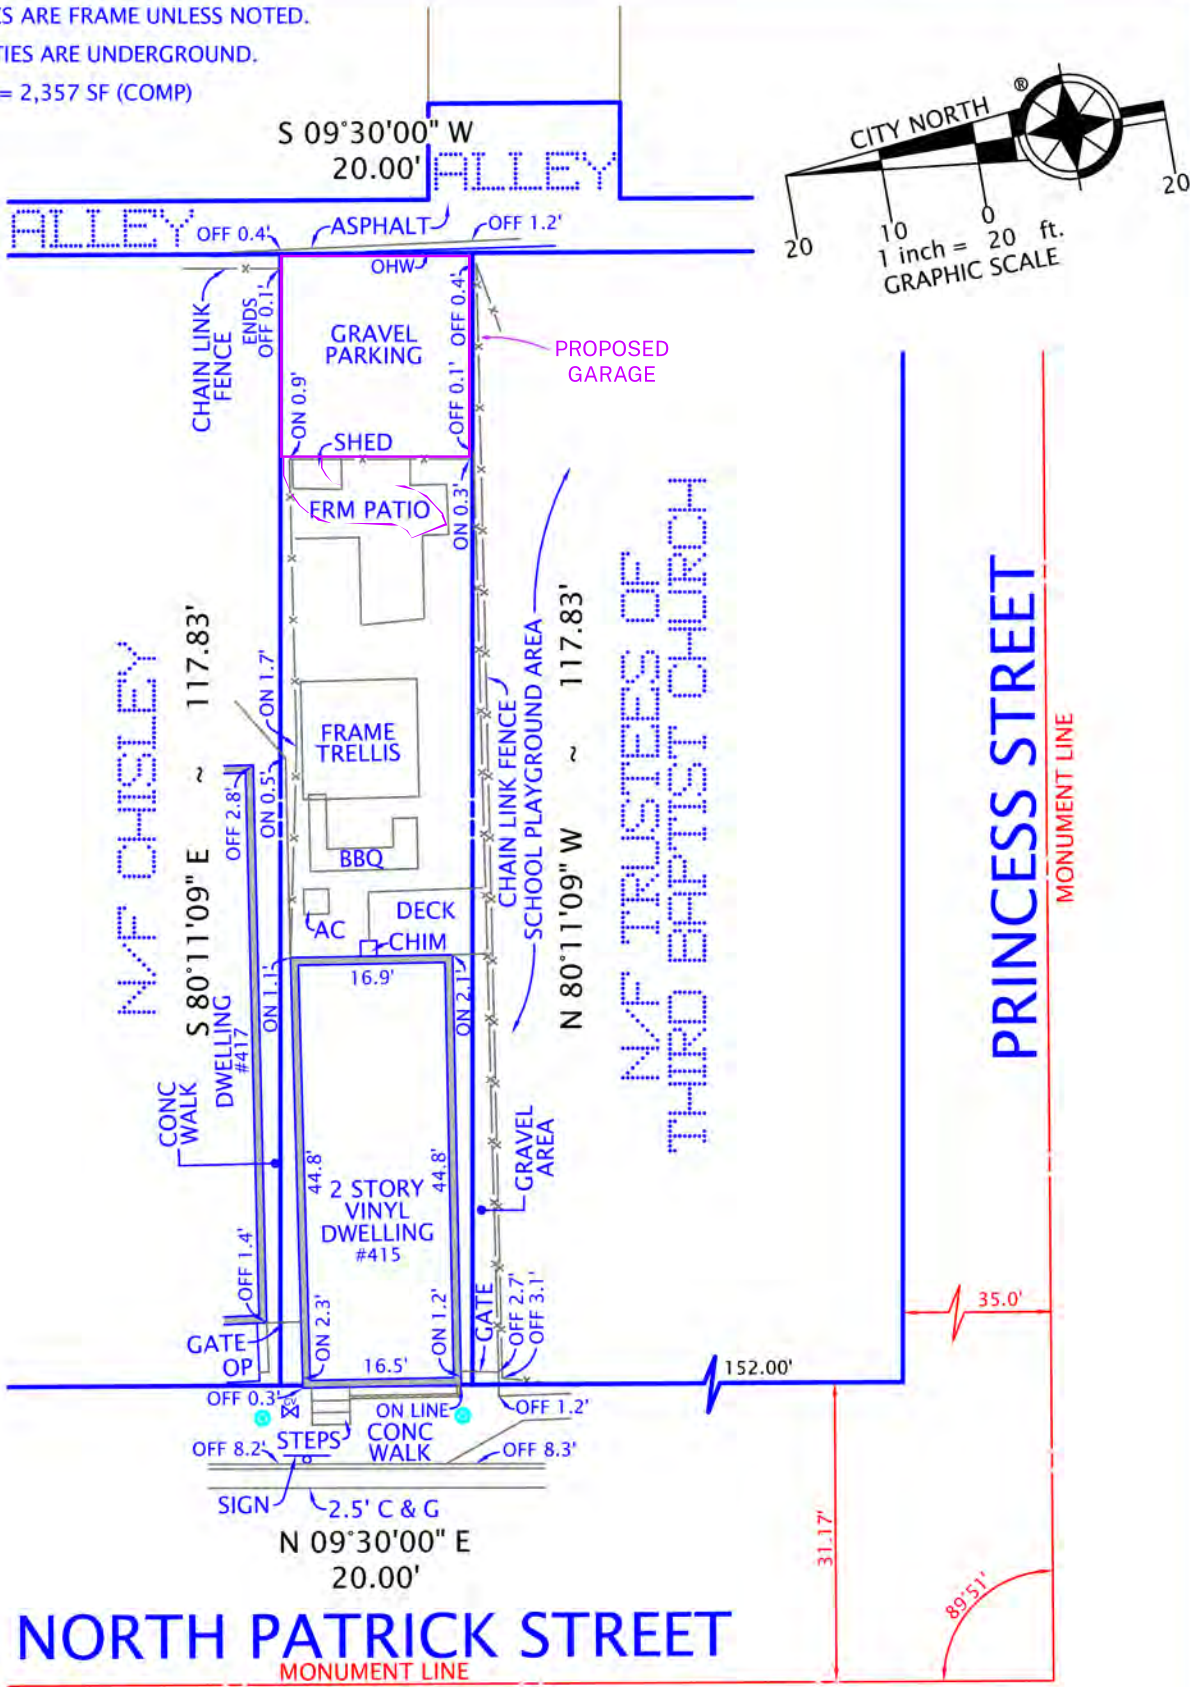 ES ARE FRAME UNLESS NOTED.
TIES ARE UNDERGROUND.
= 2,357 SF (COMP)
S 09°30'00" W
20.00'
ALLEY
ALLEY
CITY NORTH
®
20
10
0
20
1 inch = 20 ft.
GRAPHIC SCALE
OFF 0.4'
ASPHALT
OFF 1.2'
OHW
CHAIN LINK
FENCE
ENDS
OFF 0.1'
OFF 0.4'
GRAVEL
PARKING
PROPOSED
GARAGE
ON 0.9'
OFF 0.1'
SHED
FRM PATIO
ON 0.3'
N/F CHISLEY
S 80°11'09" E ~ 117.83'
ON 1.7'
ON 0.5'
OFF 2.8'
FRAME
TRELLIS
BBQ
AC
DECK
CHIM
CHAIN LINK FENCE
SCHOOL PLAYGROUND AREA
N 80°11'09" W ~ 117.83'
N/F TRUSTEES OF
THIRD BAPTIST CHURCH
PRINCESS STREET
MONUMENT LINE
ON 1.1'
16.9'
ON 2.1'
DWELLING
#417
CONC
WALK
44.8'
44.8'
2 STORY
VINYL
DWELLING
#415
GRAVEL
AREA
OFF 1.4'
GATE
OP
ON 2.3'
ON 1.2'
16.5'
GATE
OFF 2.7'
OFF 3.1'
35.0'
152.00'
OFF 0.3'
ON LINE
OFF 1.2'
STEPS
CONC
WALK
OFF 8.2'
OFF 8.3'
SIGN
2.5' C & G
N 09°30'00" E
20.00'
31.17'
89°51'
NORTH PATRICK STREET
MONUMENT LINE